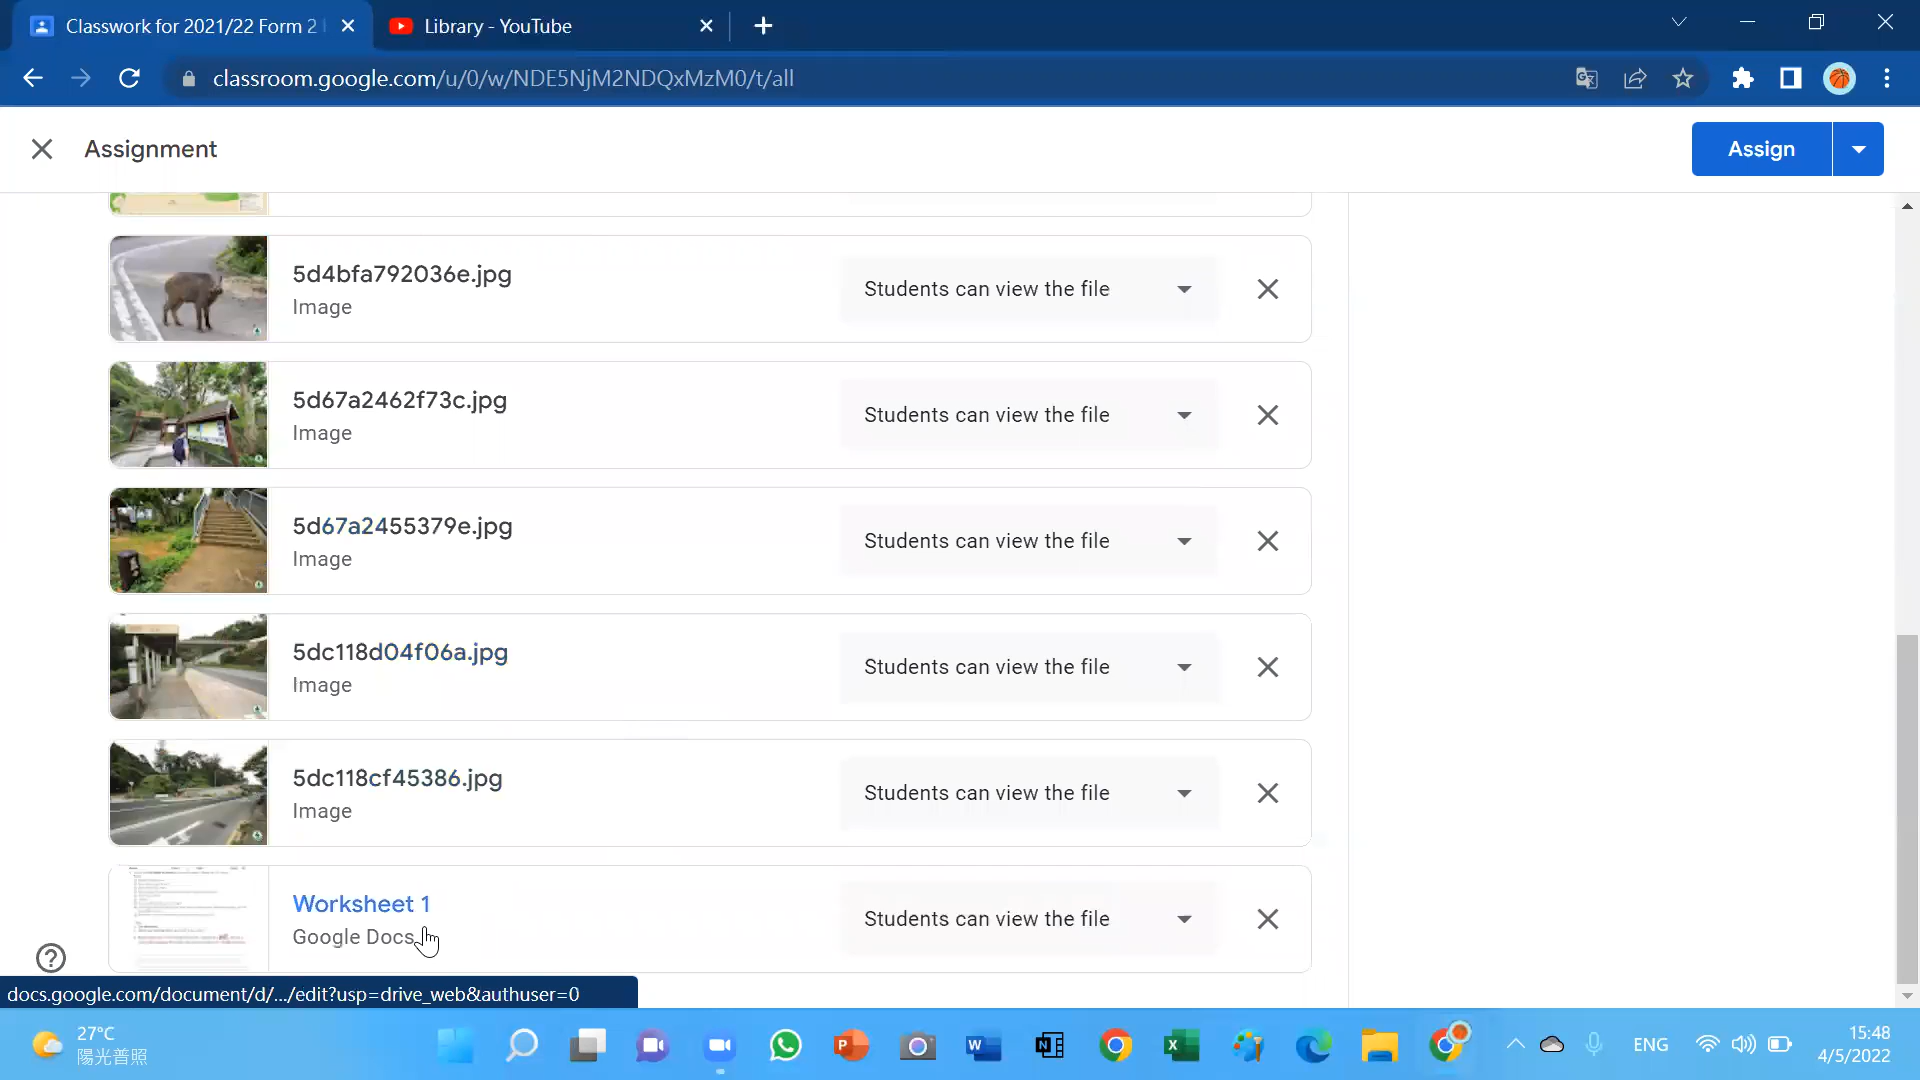 Classwork for 2021/22 Form 2
Library - YouTube
classroom.google.com/u/0/w/NDE5NjM2NDQxMzM0/t/all
Assignment
Assign
5d4bfa792036e.jpg
Image
Students can view the file
5d67a2462f73c.jpg
Image
Students can view the file
5d67a2455379e.jpg
Image
Students can view the file
5dc118d04f06a.jpg
Image
Students can view the file
5dc118cf45386.jpg
Image
Students can view the file
Worksheet 1
Google Docs
Students can view the file
docs.google.com/document/d/.../edit?usp=drive_web&authuser=0
27°C
陽光普照
ENG
15:48
4/5/2022